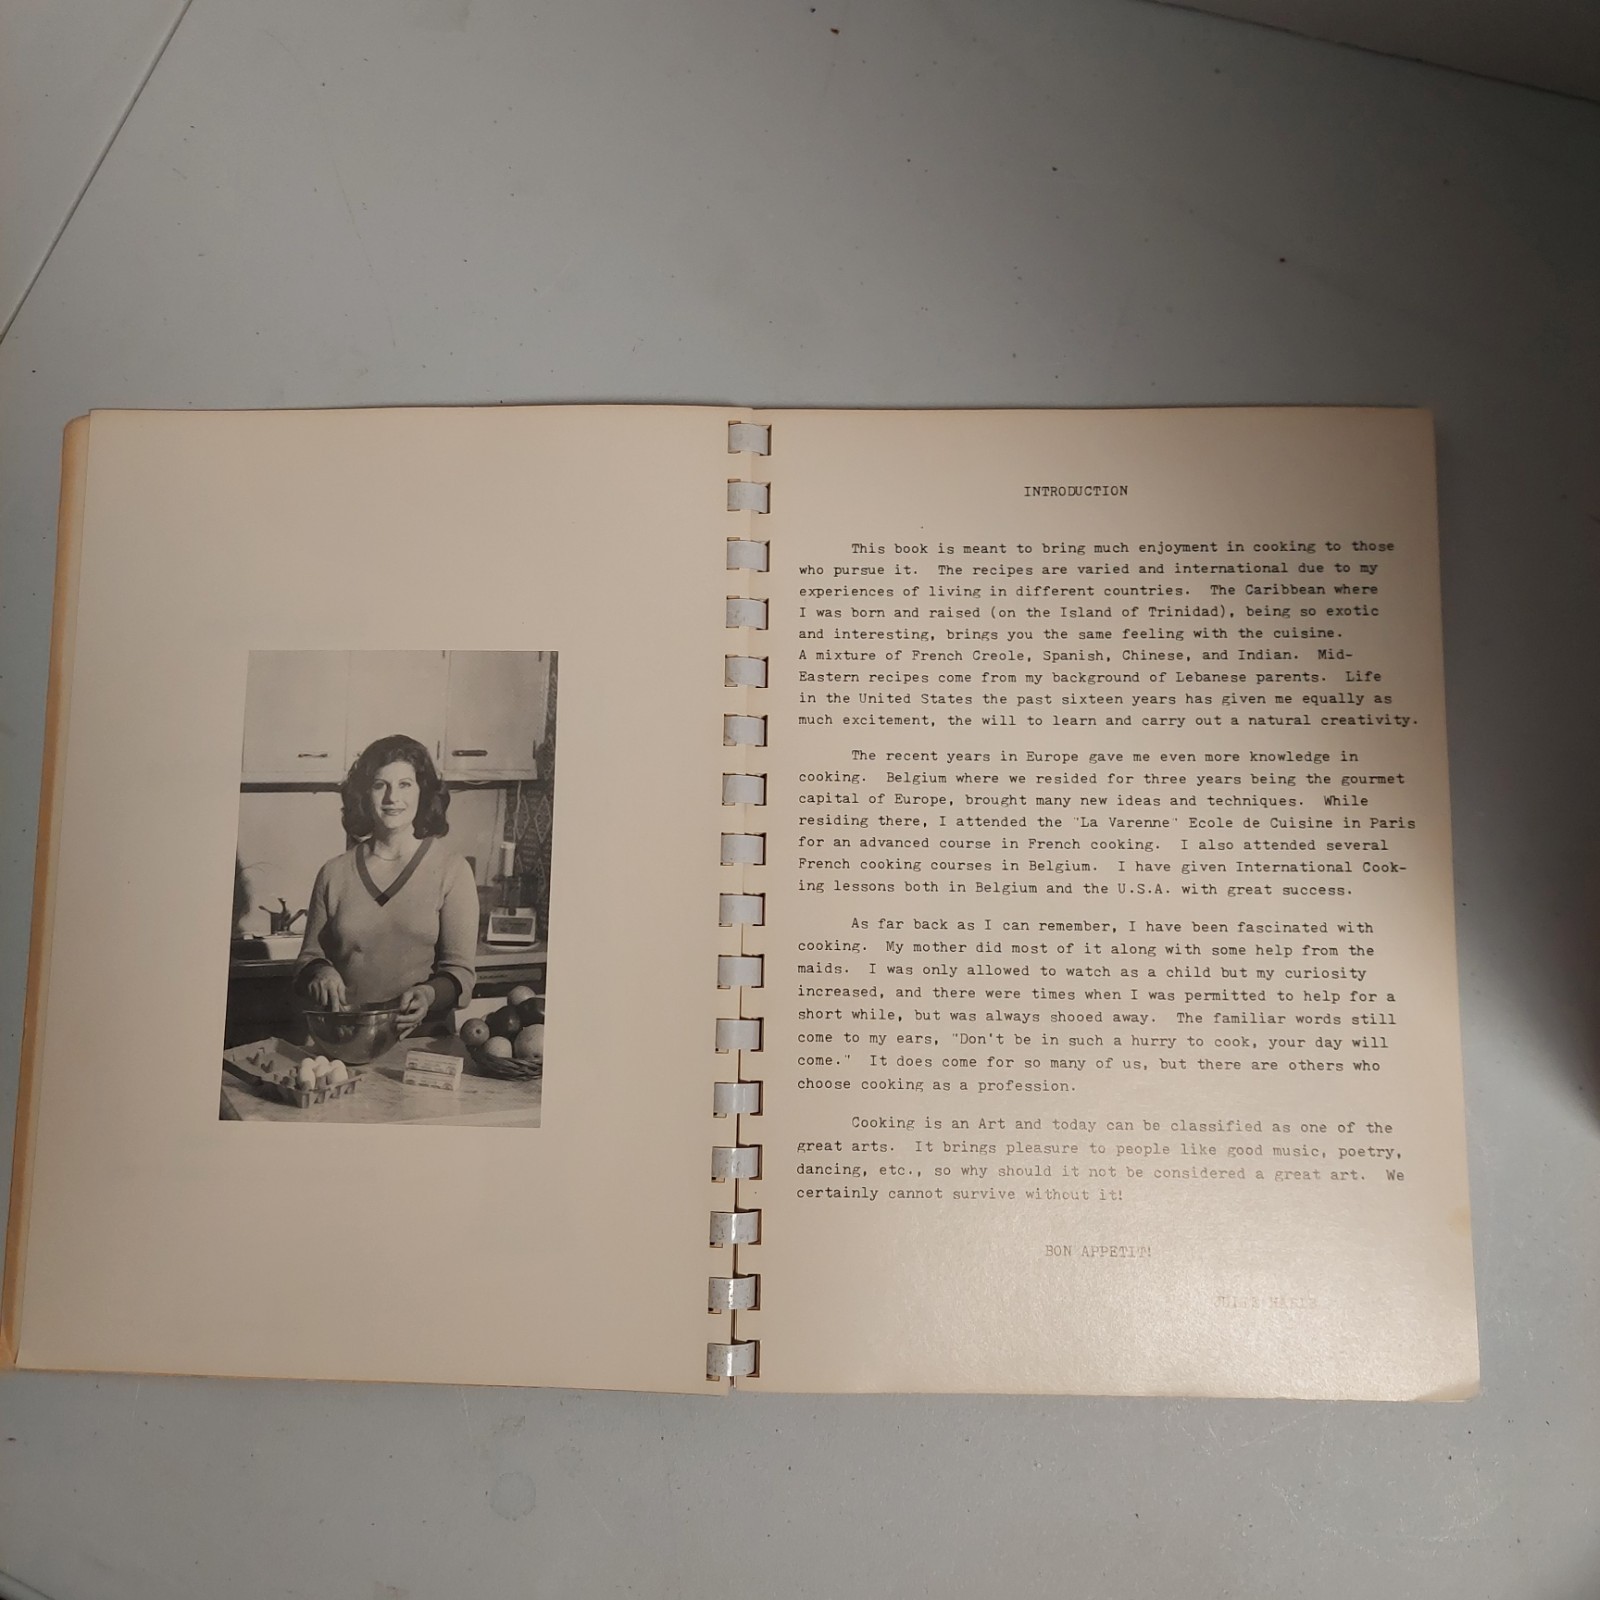 INTRODUCTION
This book is meant to bring much enjoyment in cooking to those
who pursue it. The recipes are varied and international due to my
experiences of living in different countries. The Caribbean where
I was born and raised (on the Island of Trinidad), being so exotic
and interesting, brings you the same feeling with the cuisine.
A mixture of French Creole, Spanish, Chinese, and Indian. Mid-
Eastern recipes come from my background of Lebanese parents. Life
in the United States the past sixteen years has given me equally as
much excitement, the will to learn and carry out a natural creativity.
The recent years in Europe gave me even more knowledge in
cooking. Belgium where we resided for three years being the gourmet
capital of Europe, brought many new ideas and techniques. While
residing there, I attended the "La Varenne" Ecole de Cuisine in Paris
for an advanced course in French cooking. I also attended several
French cooking courses in Belgium. I have given International Cook-
ing lessons both in Belgium and the U.S.A. with great success.
As far back as I can remember, I have been fascinated with
cooking. My mother did most of it along with some help from the
maids. I was only allowed to watch as a child but my curiosity
increased, and there were times when I was permitted to help for a
short while, but was always shooed away. The familiar words still
come to my ears, "Don't be in such a hurry to cook, your day will
come." It does come for so many of us, but there are others who
choose cooking as a profession.
Cooking is an Art and today can be classified as one of the
great arts. It brings pleasure to people like good music, poetry,
dancing, etc., so why should it not be considered a great art. We
certainly cannot survive without it!
BON APPETIT!